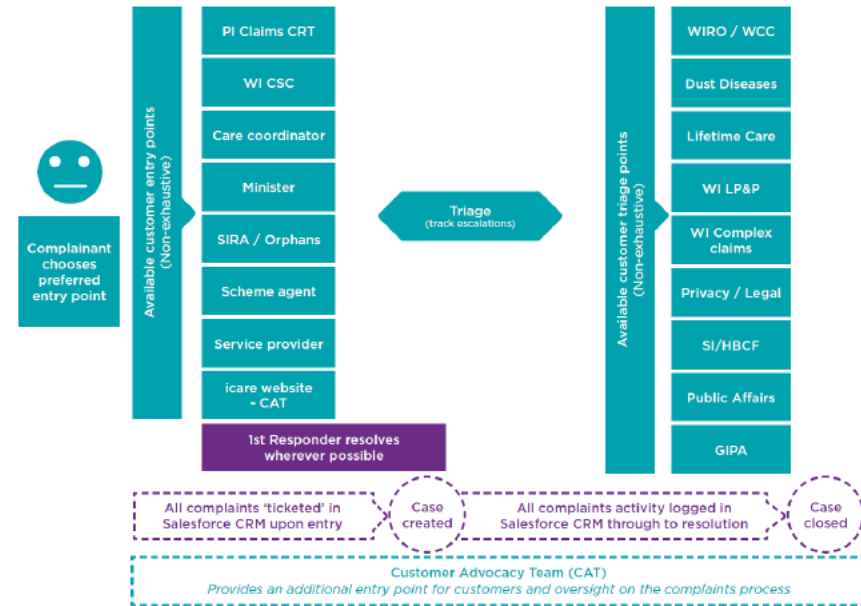 Complainant
chooses
preferred
entry point
Available customer entry points
(Non-exhaustive)
PI Claims CRT
WI CSC
Care coordinator
Minister
SIRA / Orphans
Scheme agent
Service provider
icare website
- CAT
1st Responder resolves
wherever possible
Triage
(track escalations)
Available customer triage points
(Non-exhaustive)
WIRO / WCC
Dust Diseases
Lifetime Care
WI LP&P
WI Complex
claims
Privacy / Legal
SI/HBCF
Public Affairs
GIPA
All complaints ‘ticketed’ in
Salesforce CRM upon entry
Case
created
All complaints activity logged in
Salesforce CRM through to resolution
Case
closed
Customer Advocacy Team (CAT)
Provides an additional entry point for customers and oversight on the complaints process